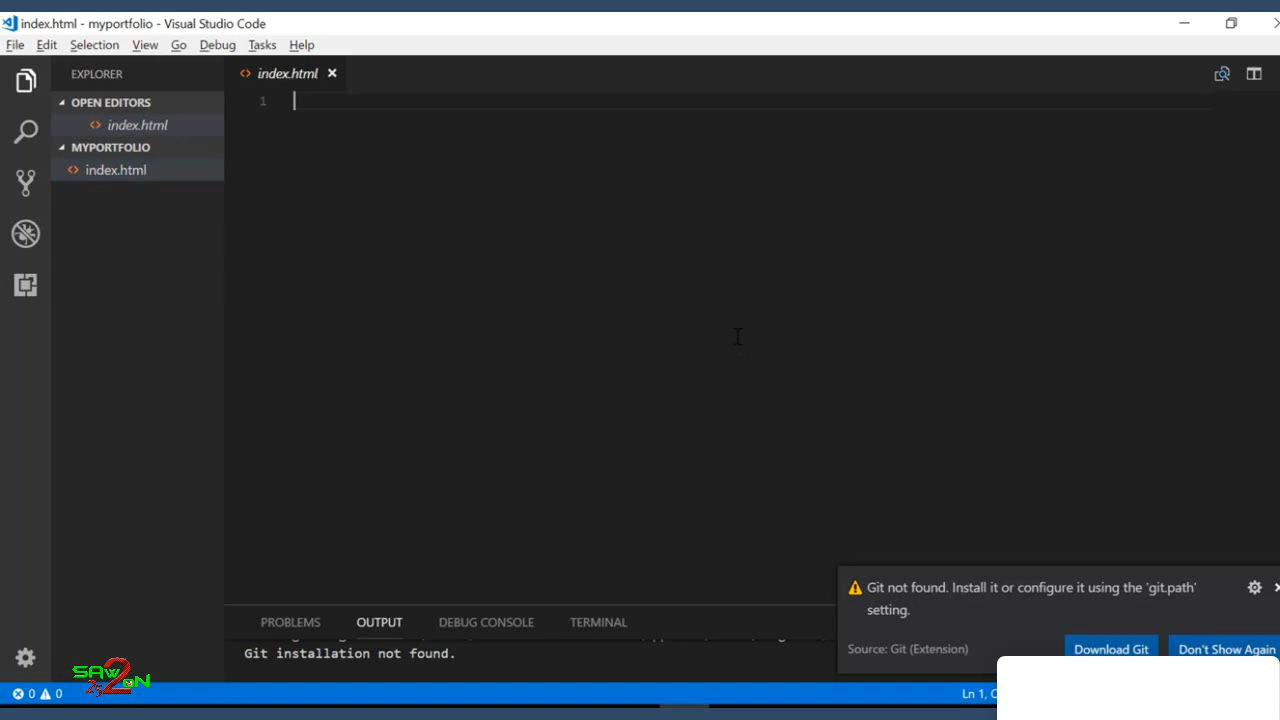 index.html - myportfolio - Visual Studio Code
File Edit Selection View Go Debug Tasks Help
EXPLORER
index.html
OPEN EDITORS
index.html
MYPORTFOLIO
index.html
1
Git not found. Install it or configure it using the 'git.path'
setting.
Source: Git (Extension)
Download Git
Don't Show Again
PROBLEMS OUTPUT DEBUG CONSOLE TERMINAL
Git installation not found.
0 0
Ln 1, C